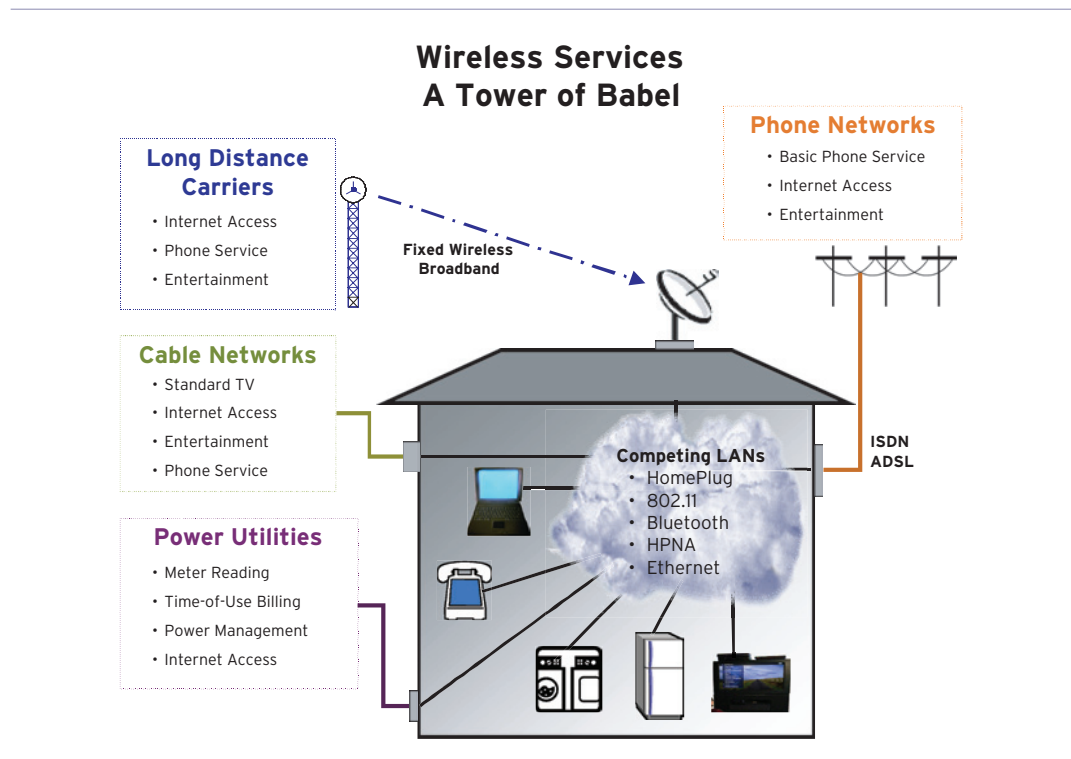 Wireless Services
A Tower of Babel
Long Distance
Carriers
• Internet Access
• Phone Service
• Entertainment
Fixed Wireless
Broadband
Phone Networks
• Basic Phone Service
• Internet Access
• Entertainment
Cable Networks
• Standard TV
• Internet Access
• Entertainment
• Phone Service
ISDN
ADSL
Competing LANs
• HomePlug
• 802.11
• Bluetooth
• HPNA
• Ethernet
Power Utilities
• Meter Reading
• Time-of-Use Billing
• Power Management
• Internet Access